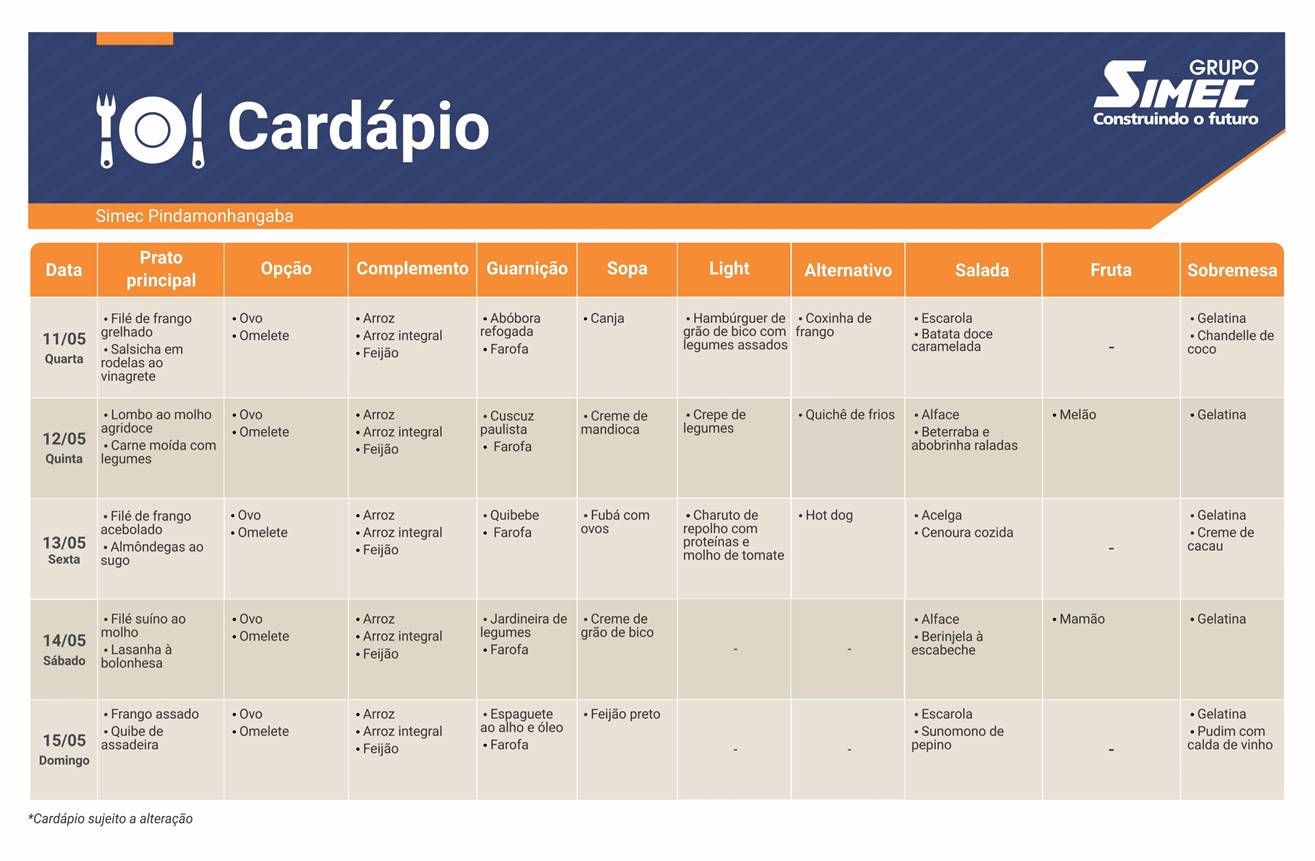 GRUPO
SIMEC
Construindo o futuro
Cardápio
Simec Pindamonhangaba
Data
Prato
principal
Opção
Complemento
Guarnição
Sopa
Light
Alternativo
Salada
Fruta
Sobremesa
11/05
Quarta
• Filé de frango
grelhado
• Salsicha em
rodelas ao
vinagrete
• Ovo
• Omelete
• Arroz
• Arroz integral
• Feijão
• Abóbora
refogada
• Farofa
• Canja
• Hambúrguer de
grão de bico com
legumes assados
• Coxinha de
frango
• Escarola
• Batata doce
caramelada
-
• Gelatina
• Chandelle de
coco
12/05
Quinta
• Lombo ao molho
agridoce
• Carne moída com
legumes
• Ovo
• Omelete
• Arroz
• Arroz integral
• Feijão
• Cuscuz
paulista
• Farofa
• Creme de
mandioca
• Crepe de
legumes
• Quichê de frios
• Alface
• Beterraba e
abobrinha raladas
• Melão
• Gelatina
13/05
Sexta
• Filé de frango
acebolado
• Almôndegas ao
sugo
• Ovo
• Omelete
• Arroz
• Arroz integral
• Feijão
• Quibebe
• Farofa
• Fubá com
ovos
• Charuto de
repolho com
proteínas e
molho de tomate
• Hot dog
• Acelga
• Cenoura cozida
-
• Gelatina
• Creme de
cacau
14/05
Sábado
• Filé suíno ao
molho
• Lasanha à
bolonhesa
• Ovo
• Omelete
• Arroz
• Arroz integral
• Feijão
• Jardineira de
legumes
• Farofa
• Creme de
grão de bico
-
-
• Alface
• Berinjela à
escabeche
• Mamão
• Gelatina
15/05
Domingo
• Frango assado
• Quibe de
assadeira
• Ovo
• Omelete
• Arroz
• Arroz integral
• Feijão
• Espaguete
ao alho e óleo
• Farofa
• Feijão preto
-
-
• Escarola
• Sunomono de
pepino
-
• Gelatina
• Pudim com
calda de vinho
*Cardápio sujeito a alteração